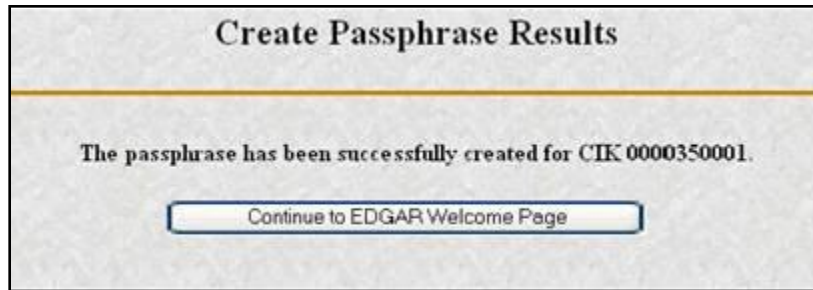 Create Passphrase Results
The passphrase has been successfully created for CIK 0000350001.
Continue to EDGAR Welcome Page